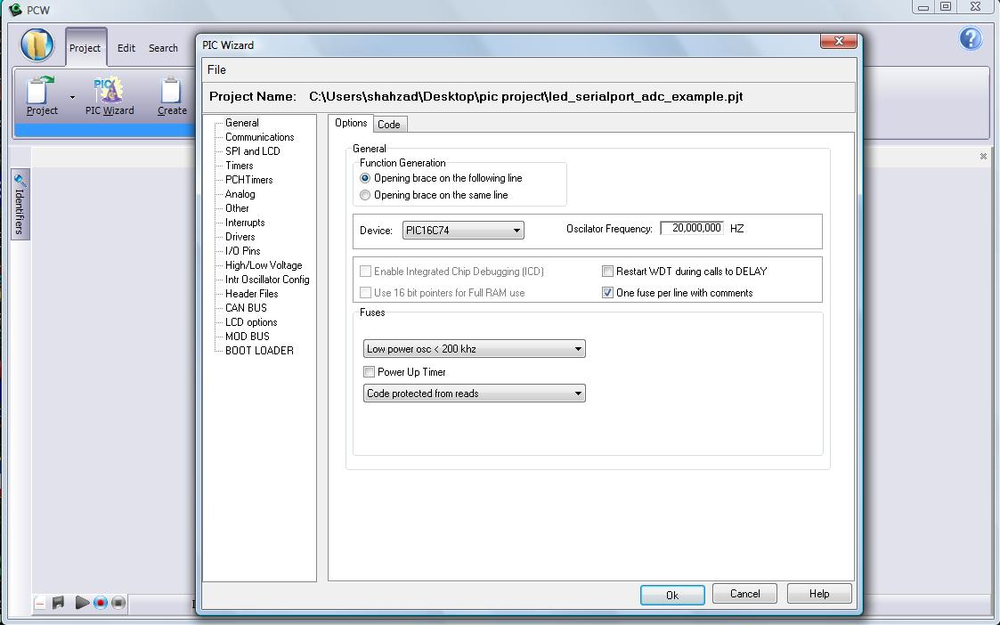 PCW
Project Edit Search
Project PIC Wizard Create
Identifiers
PIC Wizard
File
Project Name: C:\Users\shahzad\Desktop\pic project\led_serialport_adc_example.pjt
General
Communications
SPI and LCD
Timers
PCHTimers
Analog
Other
Interrupts
Drivers
I/O Pins
High/Low Voltage
Intr Oscillator Config
Header Files
CAN BUS
LCD options
MOD BUS
BOOT LOADER
Options Code
General
Function Generation
Opening brace on the following line
Opening brace on the same line
Device: PIC16C74 Oscilator Frequency: 20,000,000 HZ
Enable Integrated Chip Debugging (ICD) Restart WDT during calls to DELAY
Use 16 bit pointers for Full RAM use One fuse per line with comments
Fuses
Low power osc < 200 khz
Power Up Timer
Code protected from reads
Ok Cancel Help